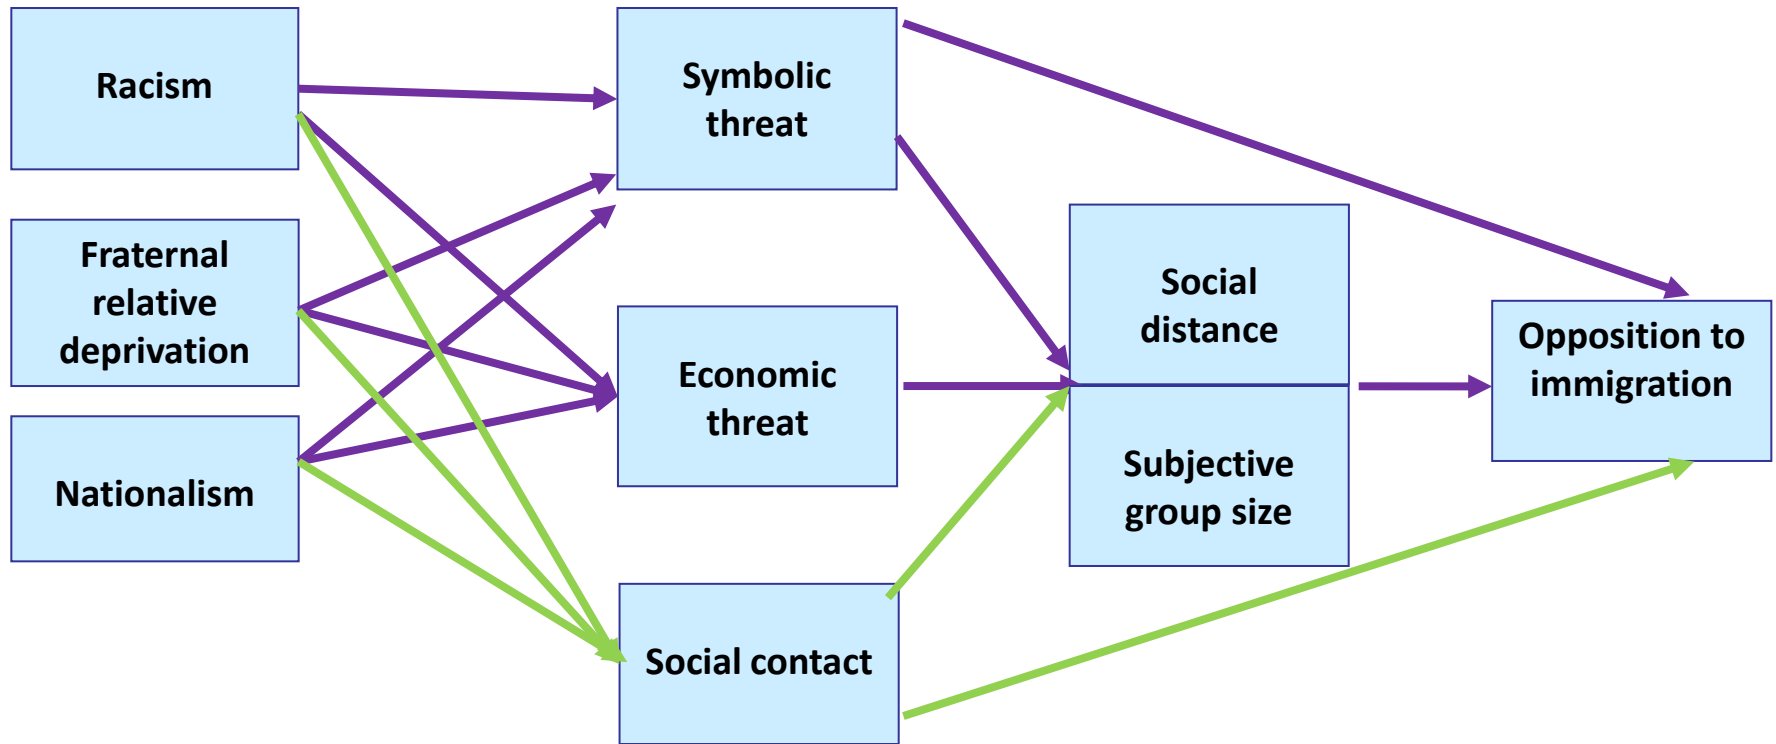 Racism
Fraternal
relative
deprivation
Nationalism
Symbolic
threat
Economic
threat
Social contact
Social
distance
Subjective
group size
Opposition to
immigration